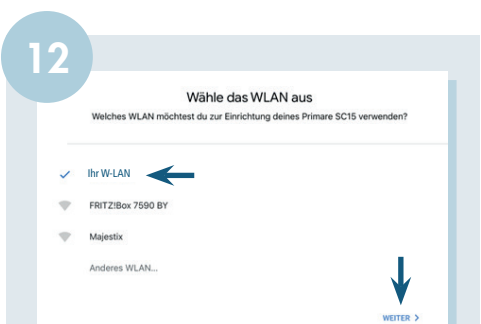 12
Wähle das WLAN aus
Welches WLAN möchtest du zur Einrichtung deines Primare SC15 verwenden?
Ihr W-LAN
FRITZ!Box 7590 BY
Majestix
Anderes WLAN...
WEITER >